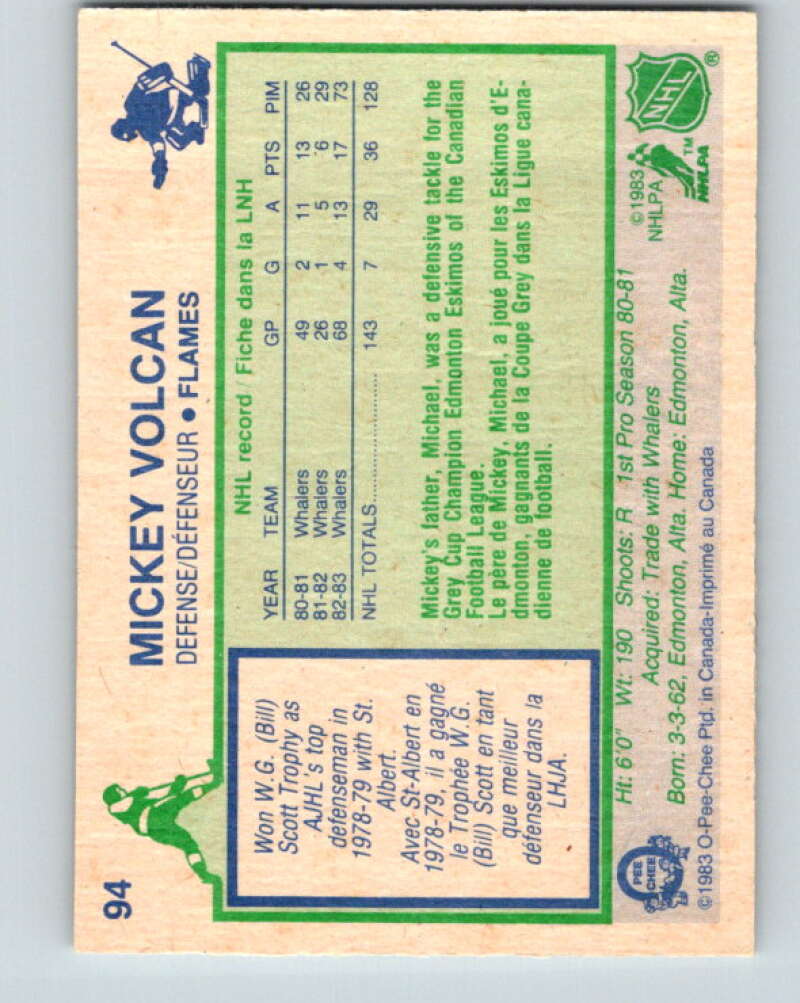 94
MICKEY VOLCAN
DEFENSE/DÉFENSEUR • FLAMES
Won W.G. (Bill)
Scott Trophy as
AJHL's top
defenseman in
1978-79 with St.
Albert.
Avec St-Albert en
1978-79, il a gagné
le Trophée W.G.
(Bill) Scott en tant
que meilleur
défenseur dans la
LHJA.
NHL record / Fiche dans la LNH
YEAR TEAM GP G A PTS PIM
80-81 Whalers 49 2 11 13 26
81-82 Whalers 26 1 5 6 29
82-83 Whalers 68 4 13 17 73
NHL TOTALS 143 7 29 36 128
Mickey's father, Michael, was a defensive tackle for the
Grey Cup Champion Edmonton Eskimos of the Canadian
Football League.
Le père de Mickey, Michael, a joué pour les Eskimos d'E-
dmonton, gagnants de la Coupe Grey dans la Ligue cana-
dienne de football.
Ht: 6'0" Wt: 190 Shoots: R 1st Pro Season 80-81
Acquired: Trade with Whalers
Born: 3-3-62, Edmonton, Alta. Home: Edmonton, Alta.
©1983 O-Pee-Chee Ptd. in Canada-Imprimé au Canada
O
PEE
CHEE
©1983
NHLPA
NHLPA
TM
NHL
®